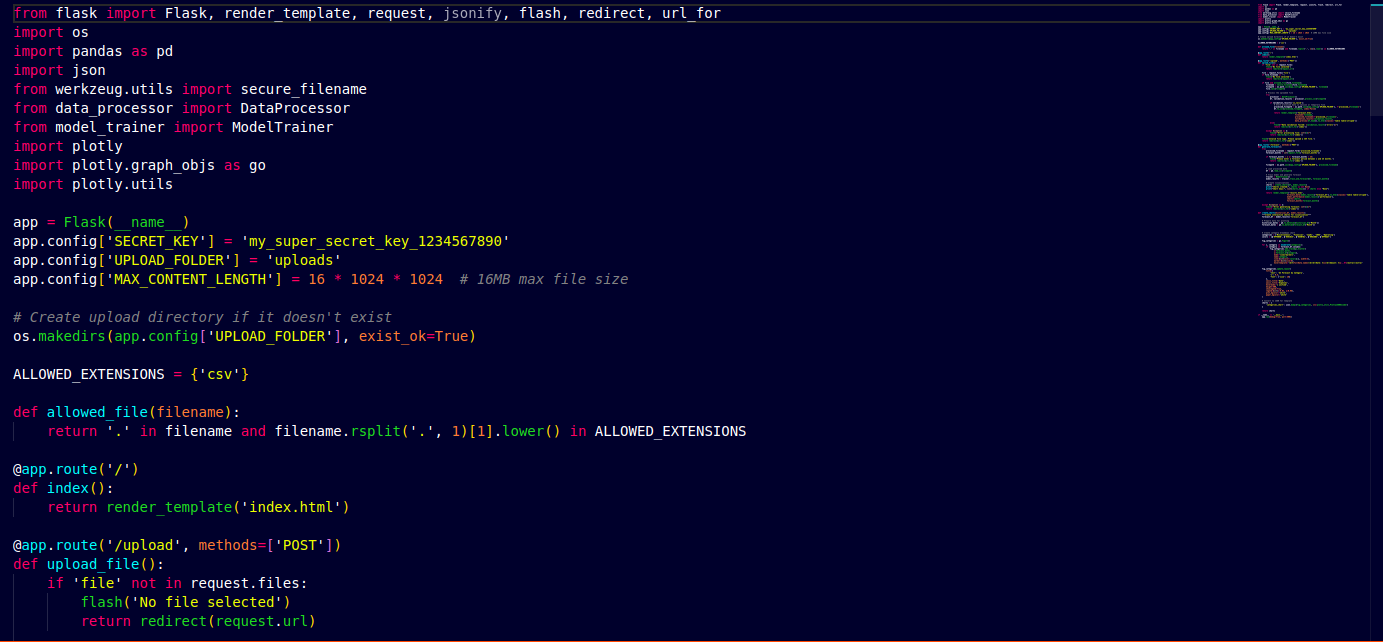 from flask import Flask, render_template, request, jsonify, flash, redirect, url_for
import os
import pandas as pd
import json
from werkzeug.utils import secure_filename
from data_processor import DataProcessor
from model_trainer import ModelTrainer
import plotly
import plotly.graph_objs as go
import plotly.utils

app = Flask(__name__)
app.config['SECRET_KEY'] = 'my_super_secret_key_1234567890'
app.config['UPLOAD_FOLDER'] = 'uploads'
app.config['MAX_CONTENT_LENGTH'] = 16 * 1024 * 1024  # 16MB max file size

# Create upload directory if it doesn't exist
os.makedirs(app.config['UPLOAD_FOLDER'], exist_ok=True)

ALLOWED_EXTENSIONS = {'csv'}

def allowed_file(filename):
    return '.' in filename and filename.rsplit('.', 1)[1].lower() in ALLOWED_EXTENSIONS

@app.route('/')
def index():
    return render_template('index.html')

@app.route('/upload', methods=['POST'])
def upload_file():
    if 'file' not in request.files:
        flash('No file selected')
        return redirect(request.url)